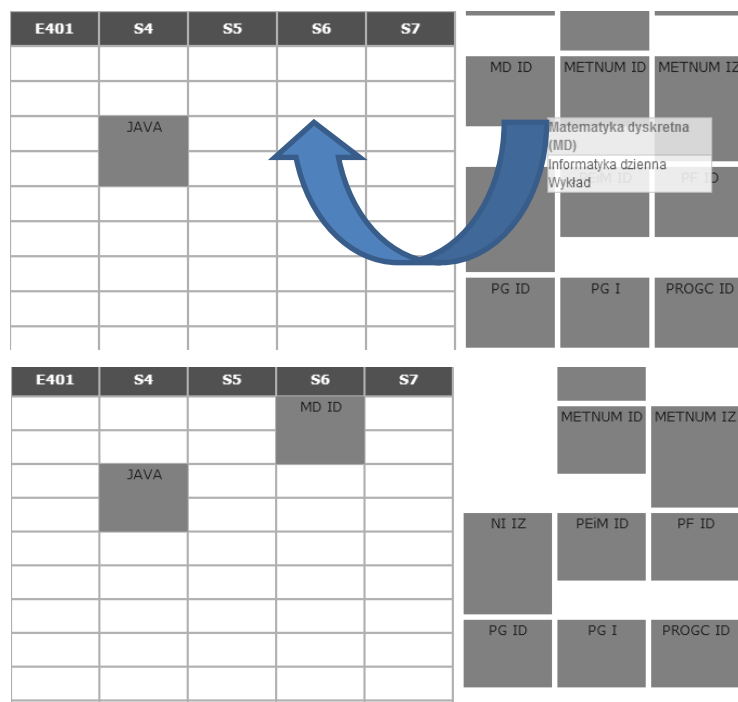 E401 S4 S5 S6 S7
MD ID METNUM ID METNUM IZ
JAVA
Matematyka dyskretna
(MD)
Informatyka dzienna
Wykład
PEiM ID PF ID
PG ID PG I PROGC ID
E401 S4 S5 S6 S7
MD ID
METNUM ID METNUM IZ
JAVA
NI IZ PEiM ID PF ID
PG ID PG I PROGC ID